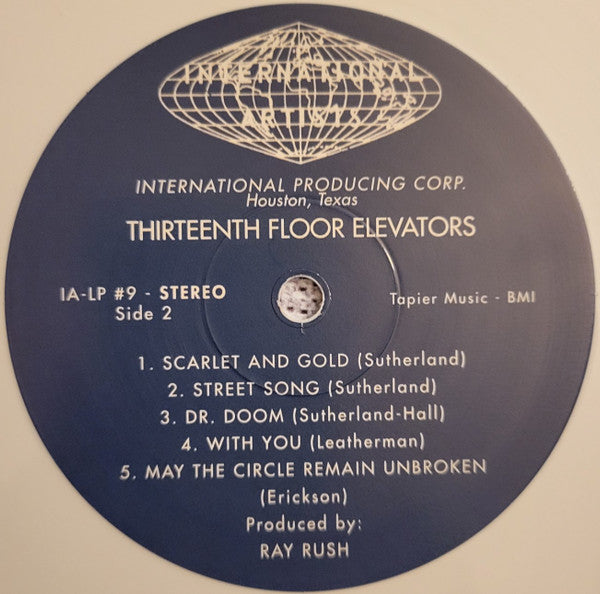 INTERNATIONAL
ARTISTS
INTERNATIONAL PRODUCING CORP.
Houston, Texas
THIRTEENTH FLOOR ELEVATORS
IA-LP #9 - STEREO
Side 2
Tapier Music - BMI
1. SCARLET AND GOLD (Sutherland)
2. STREET SONG (Sutherland)
3. DR. DOOM (Sutherland-Hall)
4. WITH YOU (Leatherman)
5. MAY THE CIRCLE REMAIN UNBROKEN
(Erickson)
Produced by:
RAY RUSH